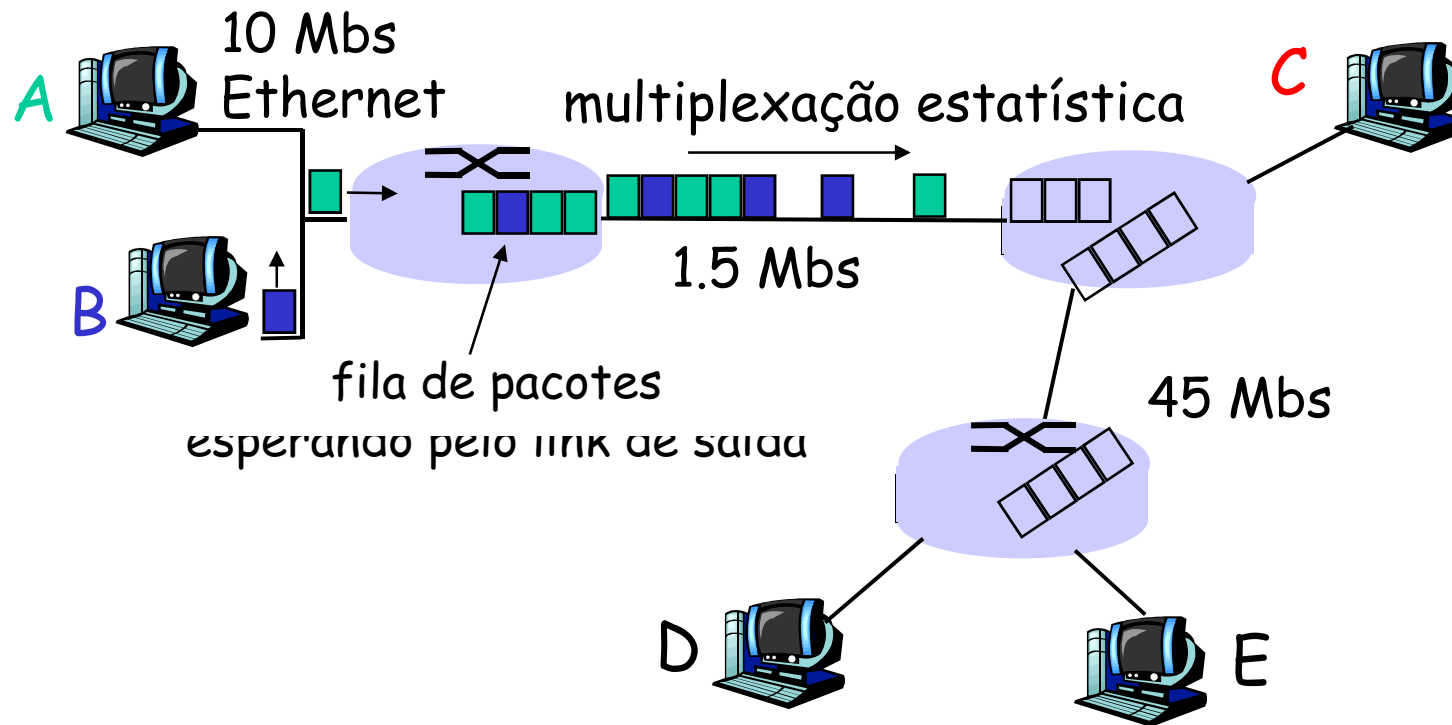 10 Mbs
Ethernet
A
multiplexação estatística
C
B
1.5 Mbs
fila de pacotes
esperando pelo link de saída
45 Mbs
D
E